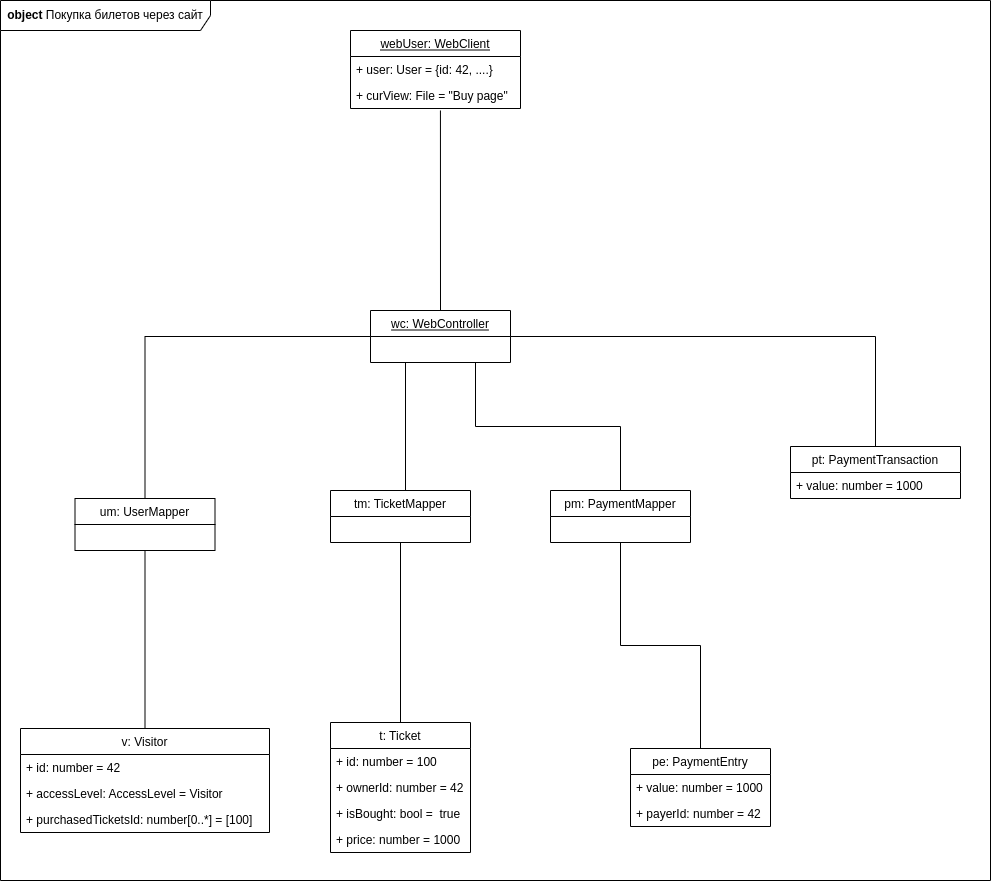 object Покупка билетов через сайт
webUser: WebClient
+ user: User = {id: 42, ....}
+ curView: File = "Buy page"
wc: WebController
pt: PaymentTransaction
+ value: number = 1000
um: UserMapper
tm: TicketMapper
pm: PaymentMapper
v: Visitor
+ id: number = 42
+ accessLevel: AccessLevel = Visitor
+ purchasedTicketsId: number[0..*] = [100]
t: Ticket
+ id: number = 100
+ ownerId: number = 42
+ isBought: bool =  true
+ price: number = 1000
pe: PaymentEntry
+ value: number = 1000
+ payerId: number = 42